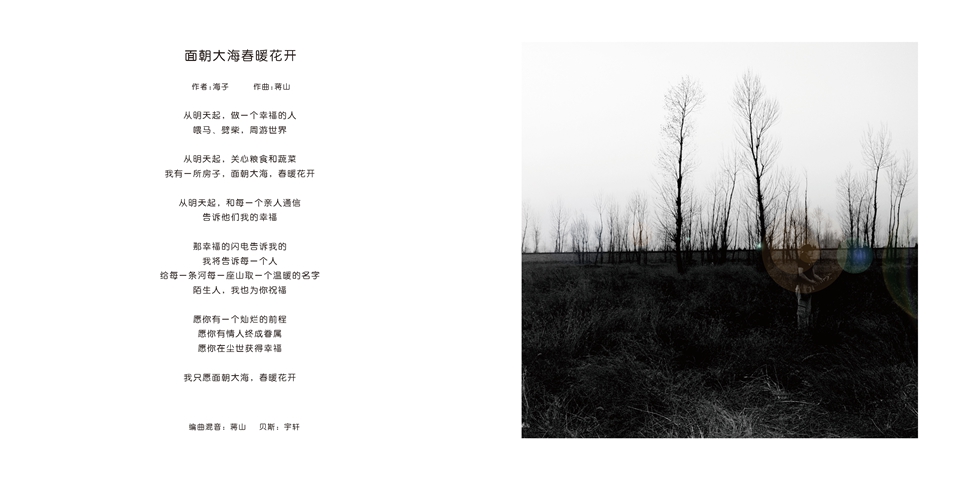 面朝大海春暖花开
作者:海子 作曲:蒋山
从明天起，做一个幸福的人
喂马、劈柴，周游世界
从明天起，关心粮食和蔬菜
我有一所房子，面朝大海，春暖花开
从明天起，和每一个亲人通信
告诉他们我的幸福
那幸福的闪电告诉我的
我将告诉每一个人
给每一条河每一座山取一个温暖的名字
陌生人，我也为你祝福
愿你有一个灿烂的前程
愿你有情人终成眷属
愿你在尘世获得幸福
我只愿面朝大海，春暖花开
编曲混音：蒋山 贝斯：宇轩